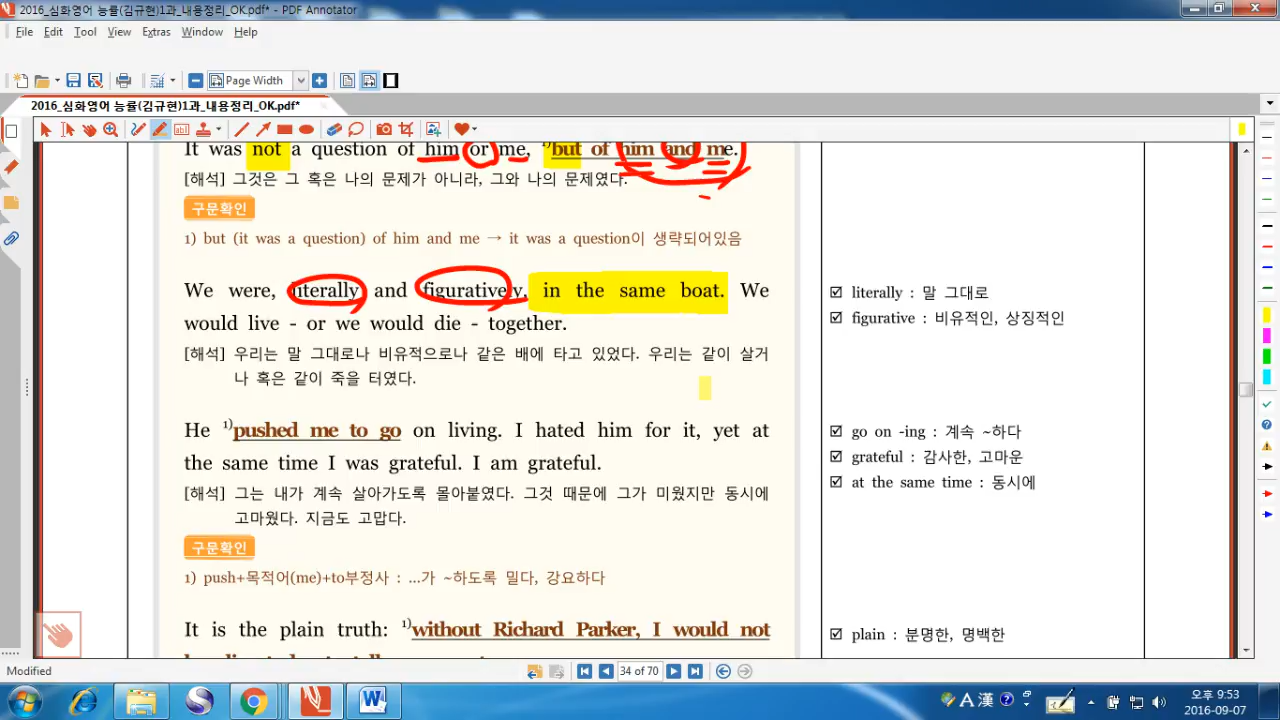 2016_심화영어 능률(김규현)1과_내용정리_OK.pdf* - PDF Annotator
File Edit Tool View Extras Window Help
Page Width
2016_심화영어 능률(김규현)1과_내용정리_OK.pdf*
It was not a question of him or me, 1)but of him and me.
[해석] 그것은 그 혹은 나의 문제가 아니라, 그와 나의 문제였다.
구문확인
1) but (it was a question) of him and me → it was a question이 생략되어있음
We were, literally and figuratively, in the same boat. We
would live - or we would die - together.
[해석] 우리는 말 그대로나 비유적으로나 같은 배에 타고 있었다. 우리는 같이 살거
나 혹은 같이 죽을 터였다.
☑ literally : 말 그대로
☑ figurative : 비유적인, 상징적인
He 1)pushed me to go on living. I hated him for it, yet at
the same time I was grateful. I am grateful.
[해석] 그는 내가 계속 살아가도록 몰아붙였다. 그것 때문에 그가 미웠지만 동시에
고마웠다. 지금도 고맙다.
☑ go on -ing : 계속 ~하다
☑ grateful : 감사한, 고마운
☑ at the same time : 동시에
구문확인
1) push+목적어(me)+to부정사 : ...가 ~하도록 밀다, 강요하다
It is the plain truth: 1)without Richard Parker, I would not
☑ plain : 분명한, 명백한
Modified
34 of 70
A 漢
오후 9:53
2016-09-07